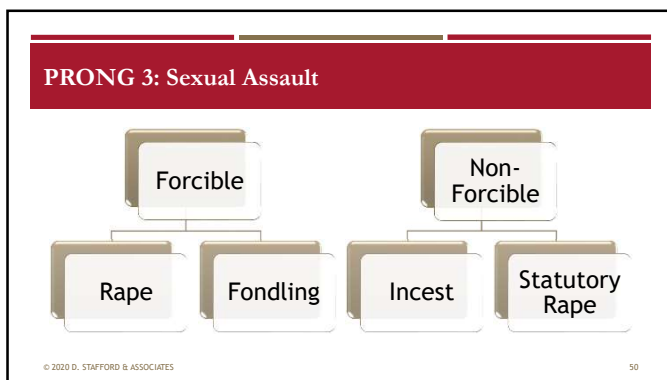 PRONG 3: Sexual Assault
Forcible
Non-
Forcible
Rape
Fondling
Incest
Statutory
Rape
© 2020 D. STAFFORD & ASSOCIATES
50